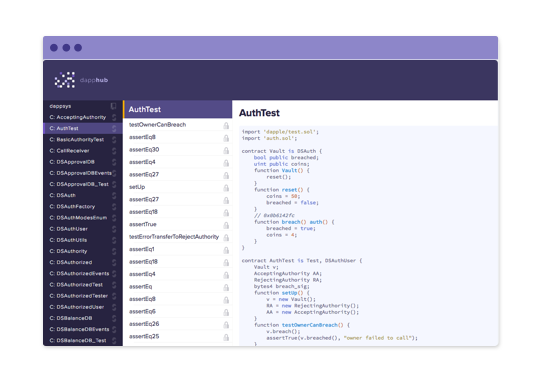 dapphub
dappsys
C: AcceptingAuthority
C: AuthTest
C: BasicAuthorityTest
C: CallReceiver
C: DSApprovalDB
C: DSApprovalDBEvents
C: DSApprovalDB_Test
C: DSAuth
C: DSAuthFactory
C: DSAuthModesEnum
C: DSAuthUser
C: DSAuthUtils
C: DSAuthority
C: DSAuthorized
C: DSAuthorizedEvents
C: DSAuthorizedTest
C: DSAuthorizedTester
C: DSAuthorizedUser
C: DSBalanceDB
C: DSBalanceDBEvents
C: DSBalanceDB_Test
AuthTest
testOwnerCanBreach
assertEq8
assertEq30
assertEq4
assertEq27
setUp
assertEq27
assertEq18
assertTrue
testErrorTransferToRejectAuthority
assertEq1
assertEq18
assertEq4
assertEq
assertEq8
assertEq6
assertEq26
assertEq25
AuthTest
import 'dapple/test.sol';
import 'auth.sol';
contract Vault is DSAuth {
bool public breached;
uint public coins;
function Vault() {
reset();
}
function reset() {
coins = 50;
breached = false;
}
// 0x0b6142fc
function breach() auth() {
breached = true;
coins = 4;
}
}
contract AuthTest is Test, DSAuthUser {
Vault v;
AcceptingAuthority AA;
RejectingAuthority RA;
bytes4 breach_sig;
function setUp() {
v = new Vault();
RA = new RejectingAuthority();
AA = new AcceptingAuthority();
}
function testOwnerCanBreach() {
v.breach();
assertTrue(v.breached(), "owner failed to call");
}